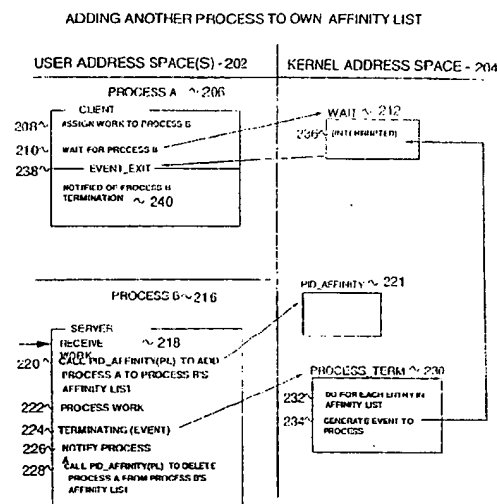 ADDING ANOTHER PROCESS TO OWN AFFINITY LIST
USER ADDRESS SPACE(S) - 202
KERNEL ADDRESS SPACE - 204
PROCESS A ~ 206
CLIENT
208 ASSIGN WORK TO PROCESS B
210 WAIT FOR PROCESS B
238 EVENT_EXIT
NOTIFIED OF PROCESS B
TERMINATION ~ 240
WAIT ~ 212
236 (INTERRUPTED)
PROCESS B ~ 216
SERVER
RECEIVE ~ 218
WORK
220 CALL PID_AFFINITY(PL) TO ADD
PROCESS A TO PROCESS B'S
AFFINITY LIST
222 PROCESS WORK
224 TERMINATING (EVENT)
226 NOTIFY PROCESS
A
228 CALL PID_AFFINITY(PL) TO DELETE
PROCESS A FROM PROCESS B'S
AFFINITY LIST
PID_AFFINITY ~ 221
PROCESS_TERM ~ 230
232 DO FOR EACH ENTRY IN
AFFINITY LIST
234 GENERATE EVENT TO
PROCESS